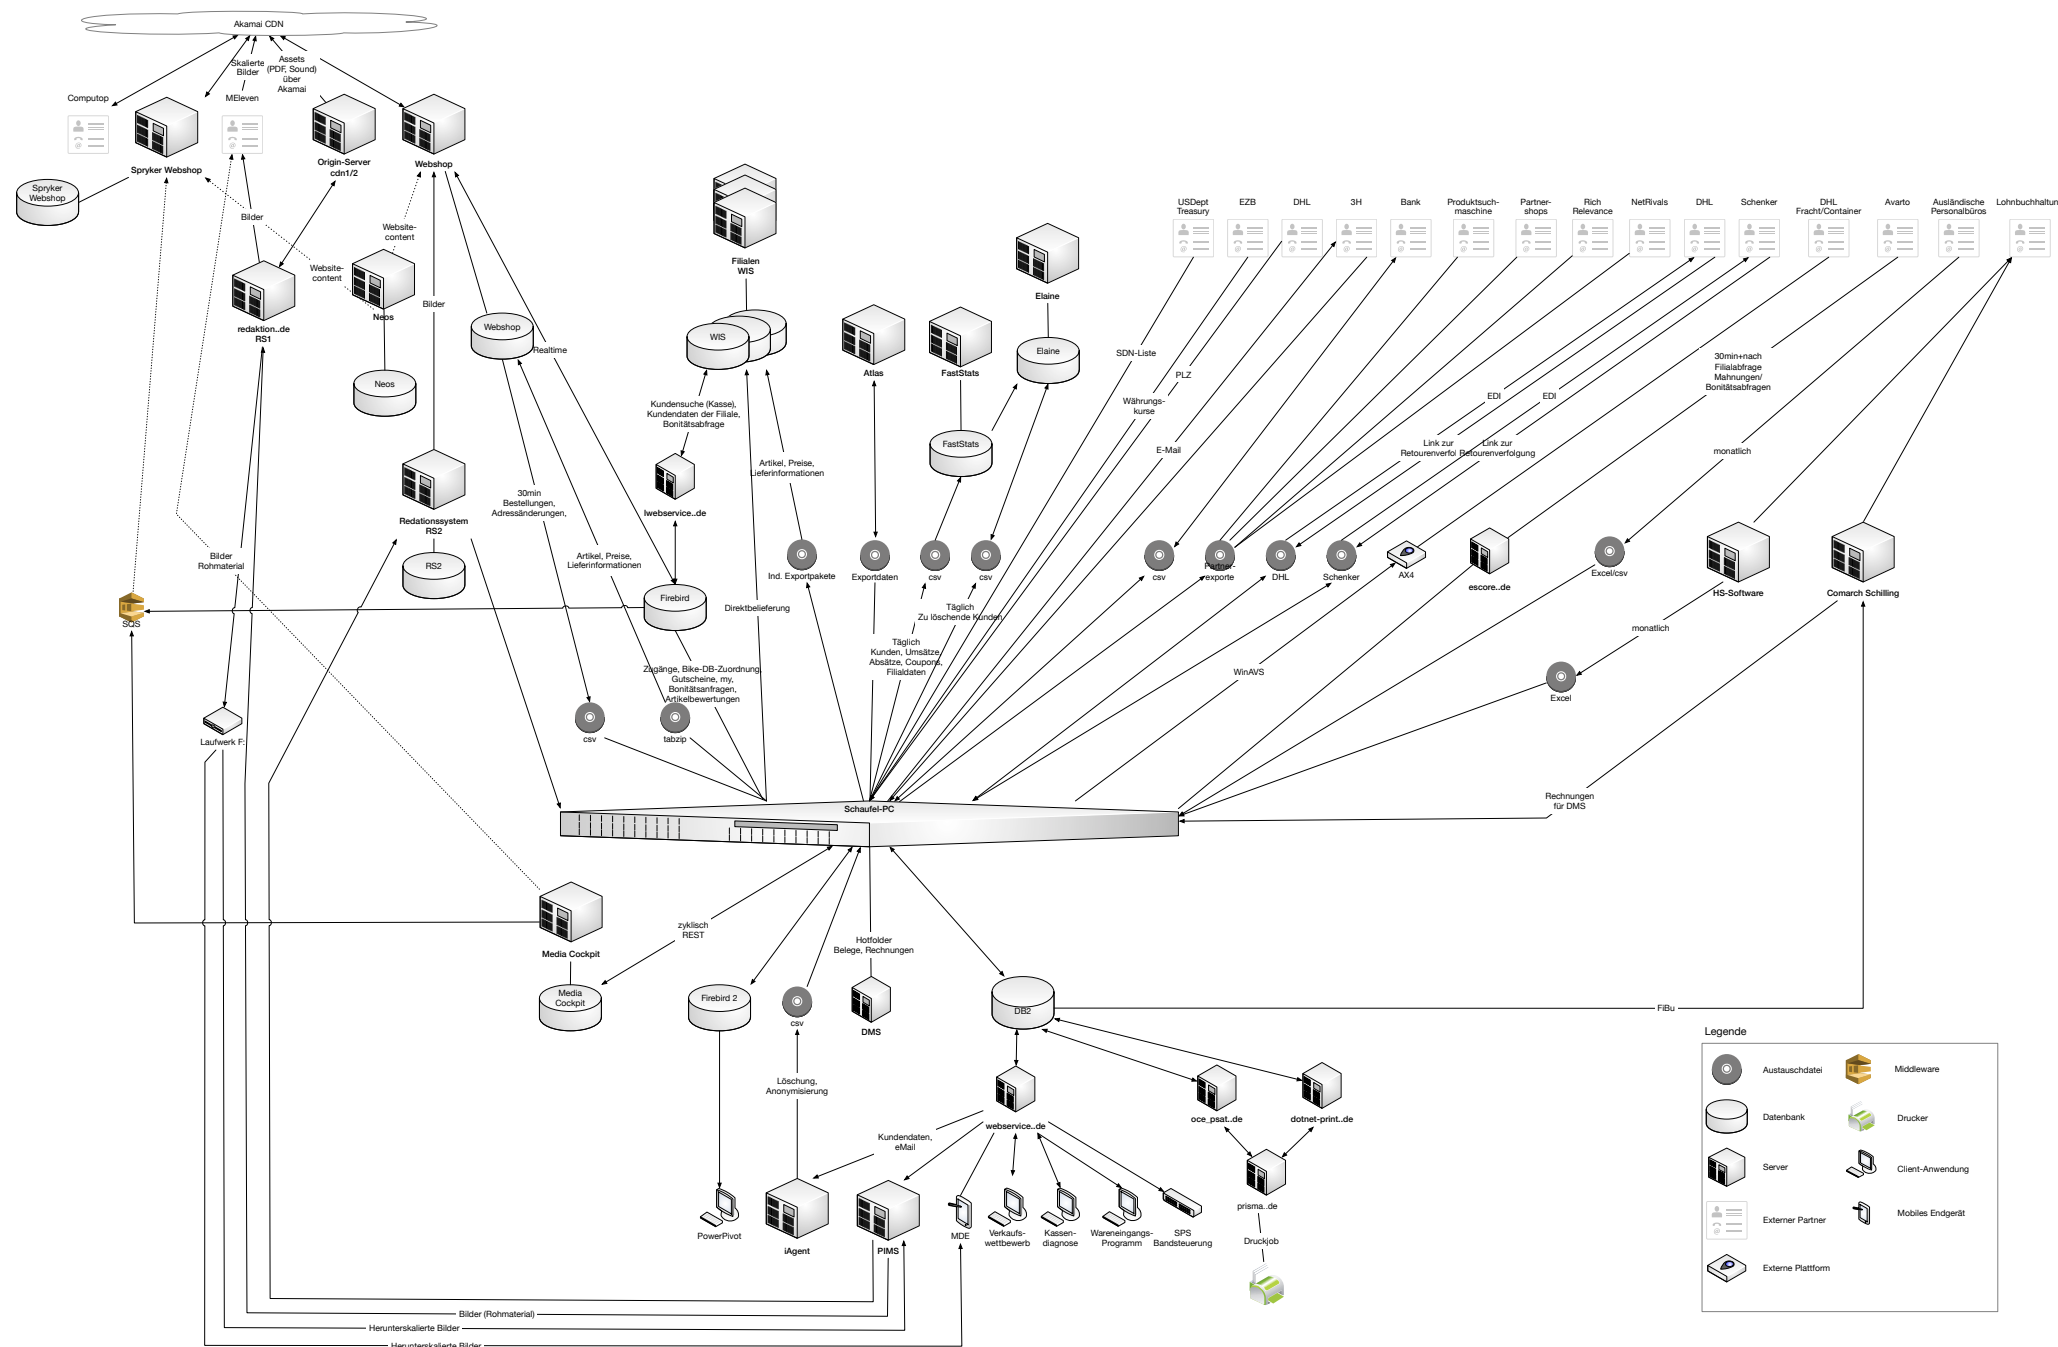 Akamai CDN
Skalierte
Bilder
Assets
(PDF, Sound)
über
Akamai
Computop
MEleven
Spryker Webshop
Origin-Server
cdn1/2
Webshop
Spryker
Webshop
Bilder
Website-
content
Website-
content
redaktion..de
RS1
Neos
Bilder
Neos
Webshop
Realtime
Filialen
WIS
WIS
Kundensuche (Kasse),
Kundendaten der Filiale,
Bonitätsabfrage
Artikel, Preise,
Lieferinformationen
Iwebservice..de
Atlas
FastStats
FastStats
Elaine
Elaine
USDept
Treasury
EZB
DHL
3H
Bank
Produktsuch-
maschine
Partner-
shops
Rich
Relevance
NetRivals
DHL
Schenker
DHL
Fracht/Container
Avarto
Ausländische
Personalbüros
Lohnbuchhaltun
SDN-Liste
PLZ
Währungs-
kurse
E-Mail
EDI
EDI
Link zur
Retourenverfol
Link zur
Retourenverfolgung
30min+nach
Filialabfrage
Mahnungen/
Bonitätsabfragen
monatlich
Redationssystem
RS2
RS2
30min
Bestellungen,
Adressänderungen,
Artikel, Preise,
Lieferinformationen
Bilder
Rohmaterial
SQS
Firebird
Ind. Exportpakete
Exportdaten
csv
csv
csv
Partner-
exporte
DHL
Schenker
AX4
escore..de
Excel/csv
HS-Software
Comarch Schilling
Direktbelieferung
Täglich
Zu löschende Kunden
Täglich
Kunden, Umsätze
Absätze, Coupons,
Filialdaten
Zugänge, Bike-DB-Zuordnung,
Gutscheine, my,
Bonitätsanfragen,
Artikelbewertungen
monatlich
WinAVS
Excel
Laufwerk F:
csv
tabzip
Schaufel-PC
Rechnungen
für DMS
Media Cockpit
Media
Cockpit
zyklisch
REST
Firebird 2
csv
Hotfolder
Belege, Rechnungen
DMS
DB2
FiBu
Löschung,
Anonymisierung
Kundendaten,
eMail
webservice..de
oce_psat..de
dotnet-print..de
prisma..de
Druckjob
PowerPivot
iAgent
PIMS
MDE
Verkaufs-
wettbewerb
Kassen-
diagnose
Wareneingangs-
Programm
SPS
Bandsteuerung
Bilder (Rohmaterial)
Herunterskalierte Bilder
Herunterskalierte Bilder
Legende
Austauschdatei
Middleware
Datenbank
Drucker
Server
Client-Anwendung
Externer Partner
Mobiles Endgerät
Externe Plattform